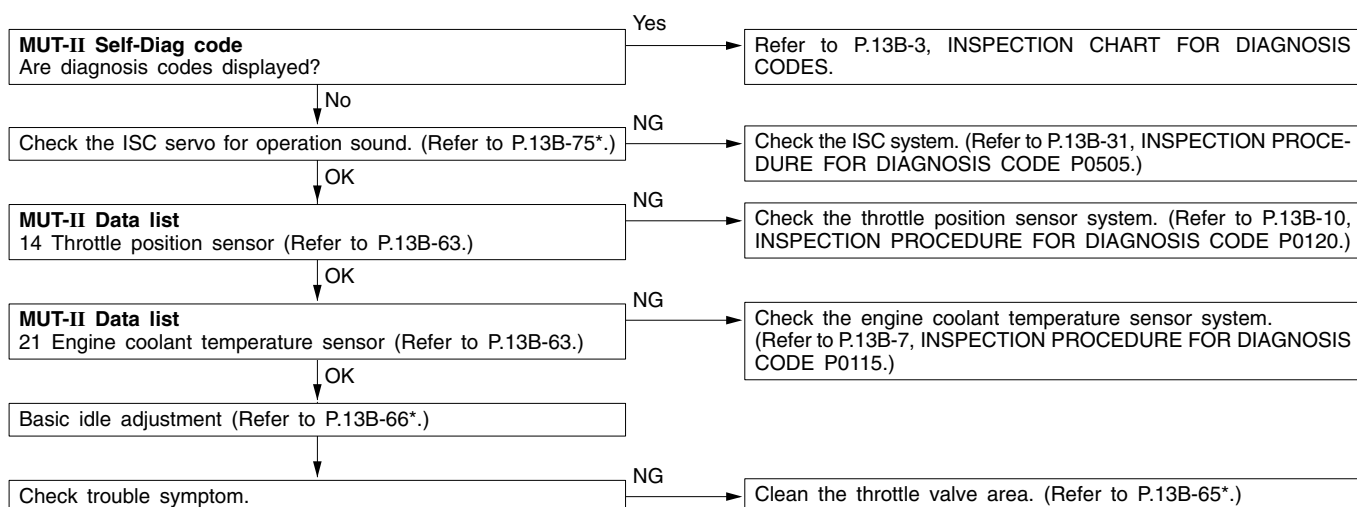 Yes
MUT-II Self-Diag code
Are diagnosis codes displayed?
Refer to P.13B-3, INSPECTION CHART FOR DIAGNOSIS
CODES.
No
Check the ISC servo for operation sound. (Refer to P.13B-75*.)
NG
Check the ISC system. (Refer to P.13B-31, INSPECTION PROCE-
DURE FOR DIAGNOSIS CODE P0505.)
OK
MUT-II Data list
14 Throttle position sensor (Refer to P.13B-63.)
NG
Check the throttle position sensor system. (Refer to P.13B-10,
INSPECTION PROCEDURE FOR DIAGNOSIS CODE P0120.)
OK
MUT-II Data list
21 Engine coolant temperature sensor (Refer to P.13B-63.)
NG
Check the engine coolant temperature sensor system.
(Refer to P.13B-7, INSPECTION PROCEDURE FOR DIAGNOSIS
CODE P0115.)
OK
Basic idle adjustment (Refer to P.13B-66*.)
Check trouble symptom.
NG
Clean the throttle valve area. (Refer to P.13B-65*.)